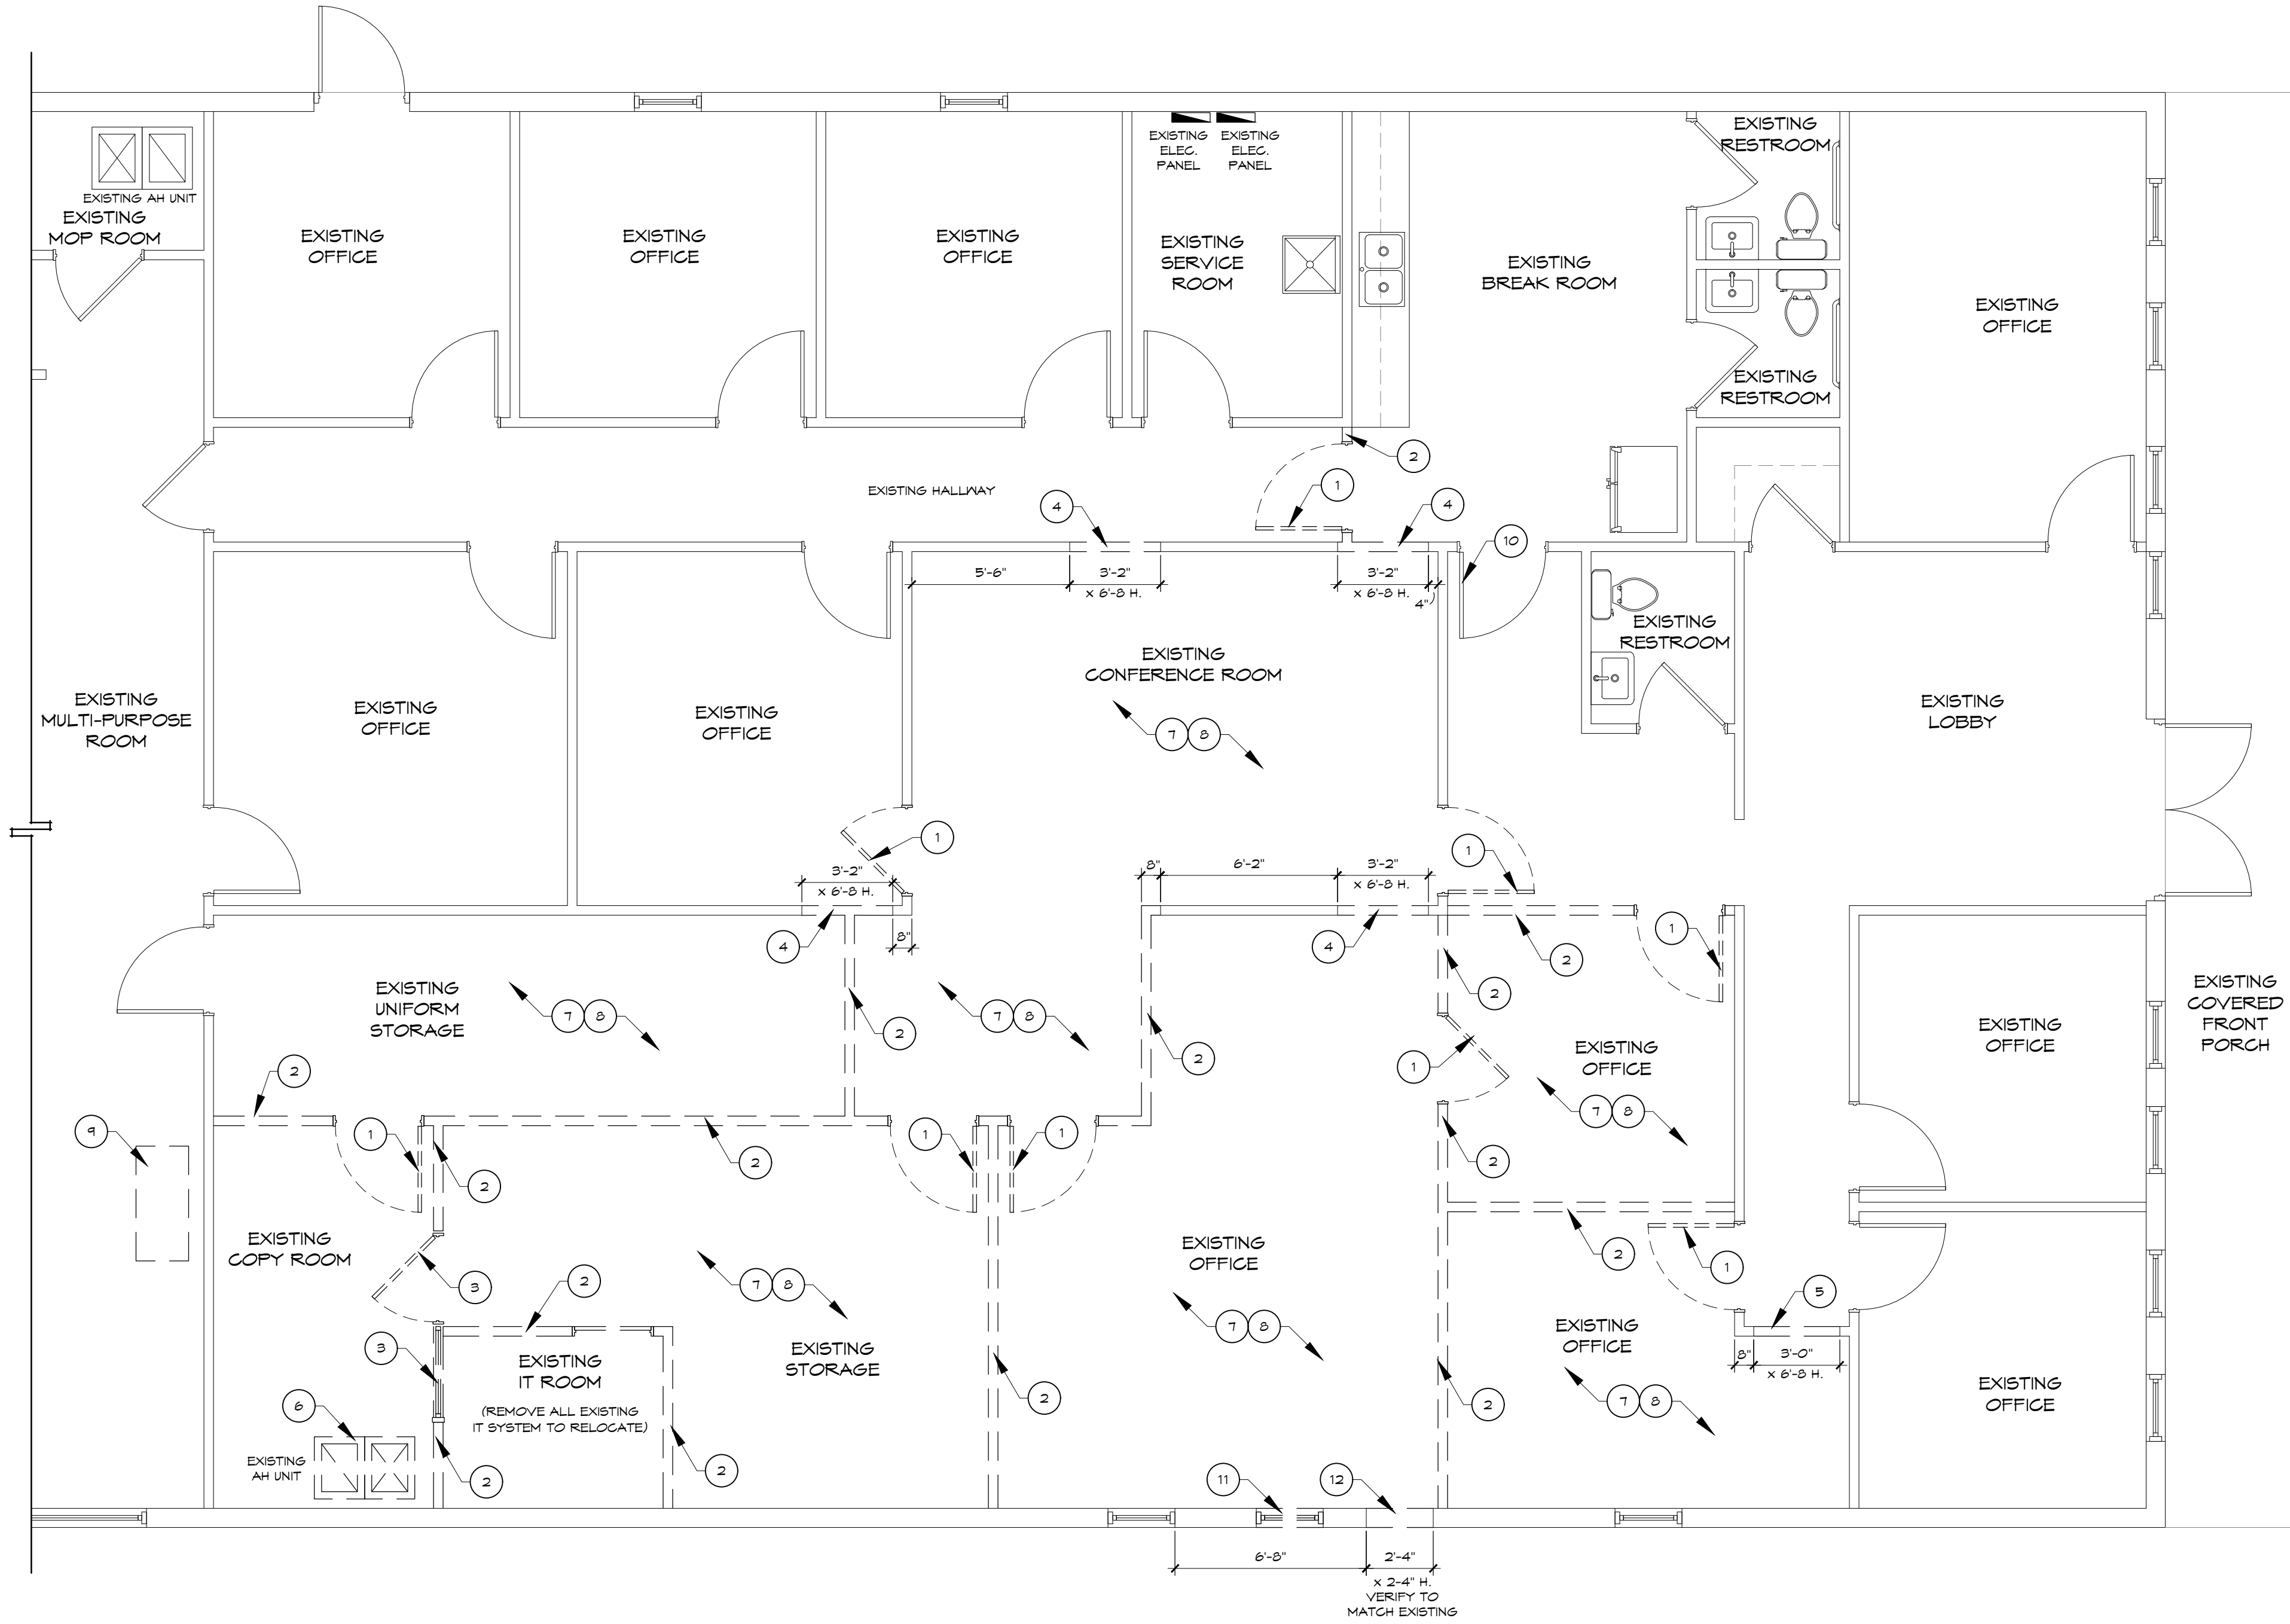 EXISTING
ELEC.
PANEL
EXISTING
ELEC.
PANEL
EXISTING
RESTROOM
EXISTING AH UNIT
EXISTING
MOP ROOM
EXISTING
OFFICE
EXISTING
OFFICE
EXISTING
OFFICE
EXISTING
SERVICE
ROOM
EXISTING
BREAK ROOM
EXISTING
OFFICE
EXISTING
RESTROOM
2
EXISTING HALLWAY
1
4
4
10
5'-6"
3'-2"
x 6'-8 H.
3'-2"
x 6'-8 H.
4"
EXISTING
RESTROOM
EXISTING
CONFERENCE ROOM
7
8
EXISTING
MULTI-PURPOSE
ROOM
EXISTING
OFFICE
EXISTING
OFFICE
EXISTING
LOBBY
1
1
3'-2"
x 6'-8 H.
8"
6'-2"
3'-2"
x 6'-8 H.
4
8"
4
1
2
2
EXISTING
UNIFORM
STORAGE
7
8
2
7
8
2
1
EXISTING
OFFICE
7
8
EXISTING
OFFICE
EXISTING
COVERED
FRONT
PORCH
2
9
1
2
2
1
1
2
EXISTING
COPY ROOM
3
2
7
8
EXISTING
STORAGE
EXISTING
OFFICE
7
8
2
1
5
8"
3'-0"
x 6'-8 H.
3
EXISTING
IT ROOM
(REMOVE ALL EXISTING
IT SYSTEM TO RELOCATE)
2
EXISTING
OFFICE
7
8
2
EXISTING
OFFICE
6
EXISTING
AH UNIT
2
2
11
12
6'-8"
2'-4"
x 2-4" H.
VERIFY TO
MATCH EXISTING